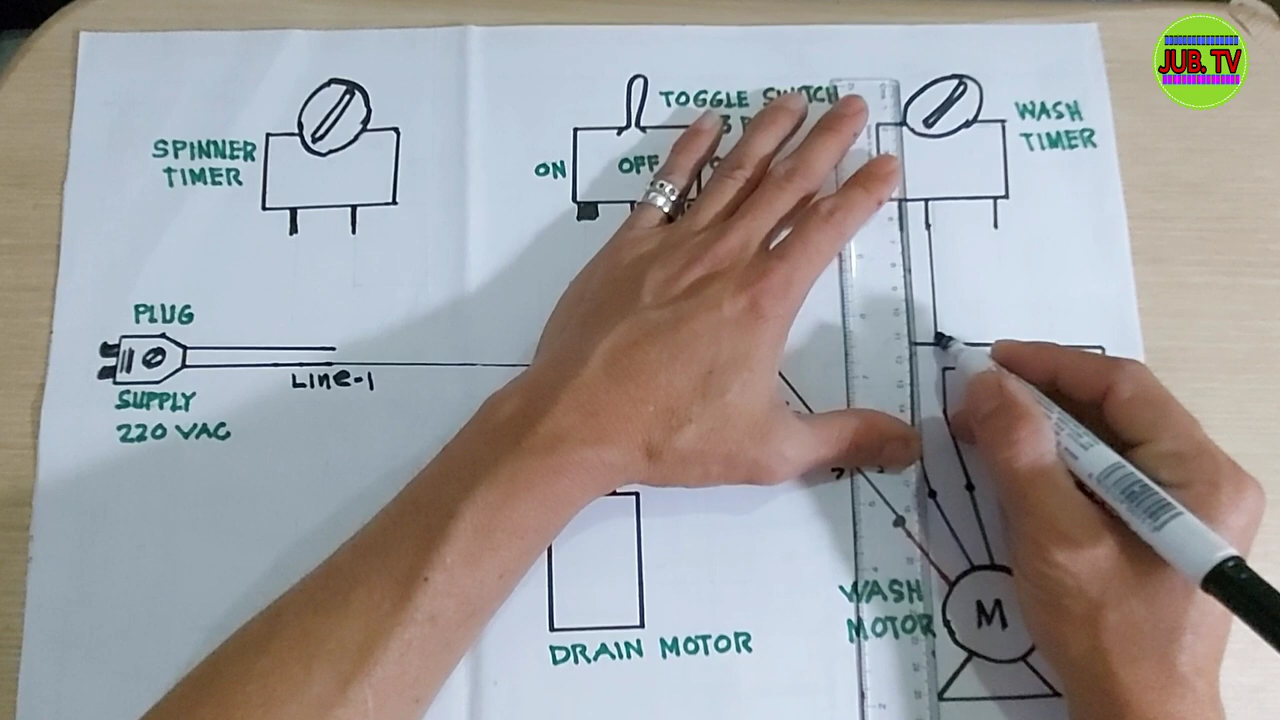 JUB. TV
TOGGLE SWITCH
SPINNER
TIMER
ON
OFF
WASH
TIMER
PLUG
LINE-1
SUPPLY
220 VAC
WASH
MOTOR
M
DRAIN MOTOR